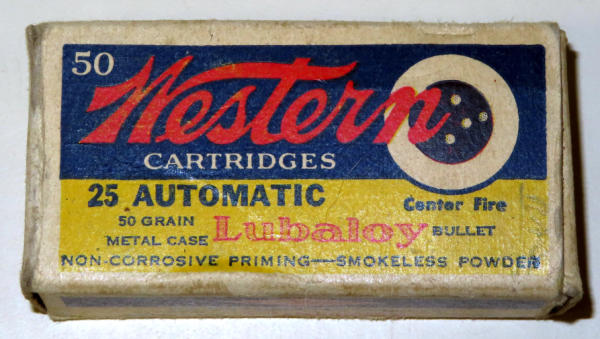 50
Western
CARTRIDGES
25 AUTOMATIC
Center Fire
50 GRAIN
METAL CASE
Lubaloy
BULLET
NON-CORROSIVE PRIMING—SMOKELESS POWDER